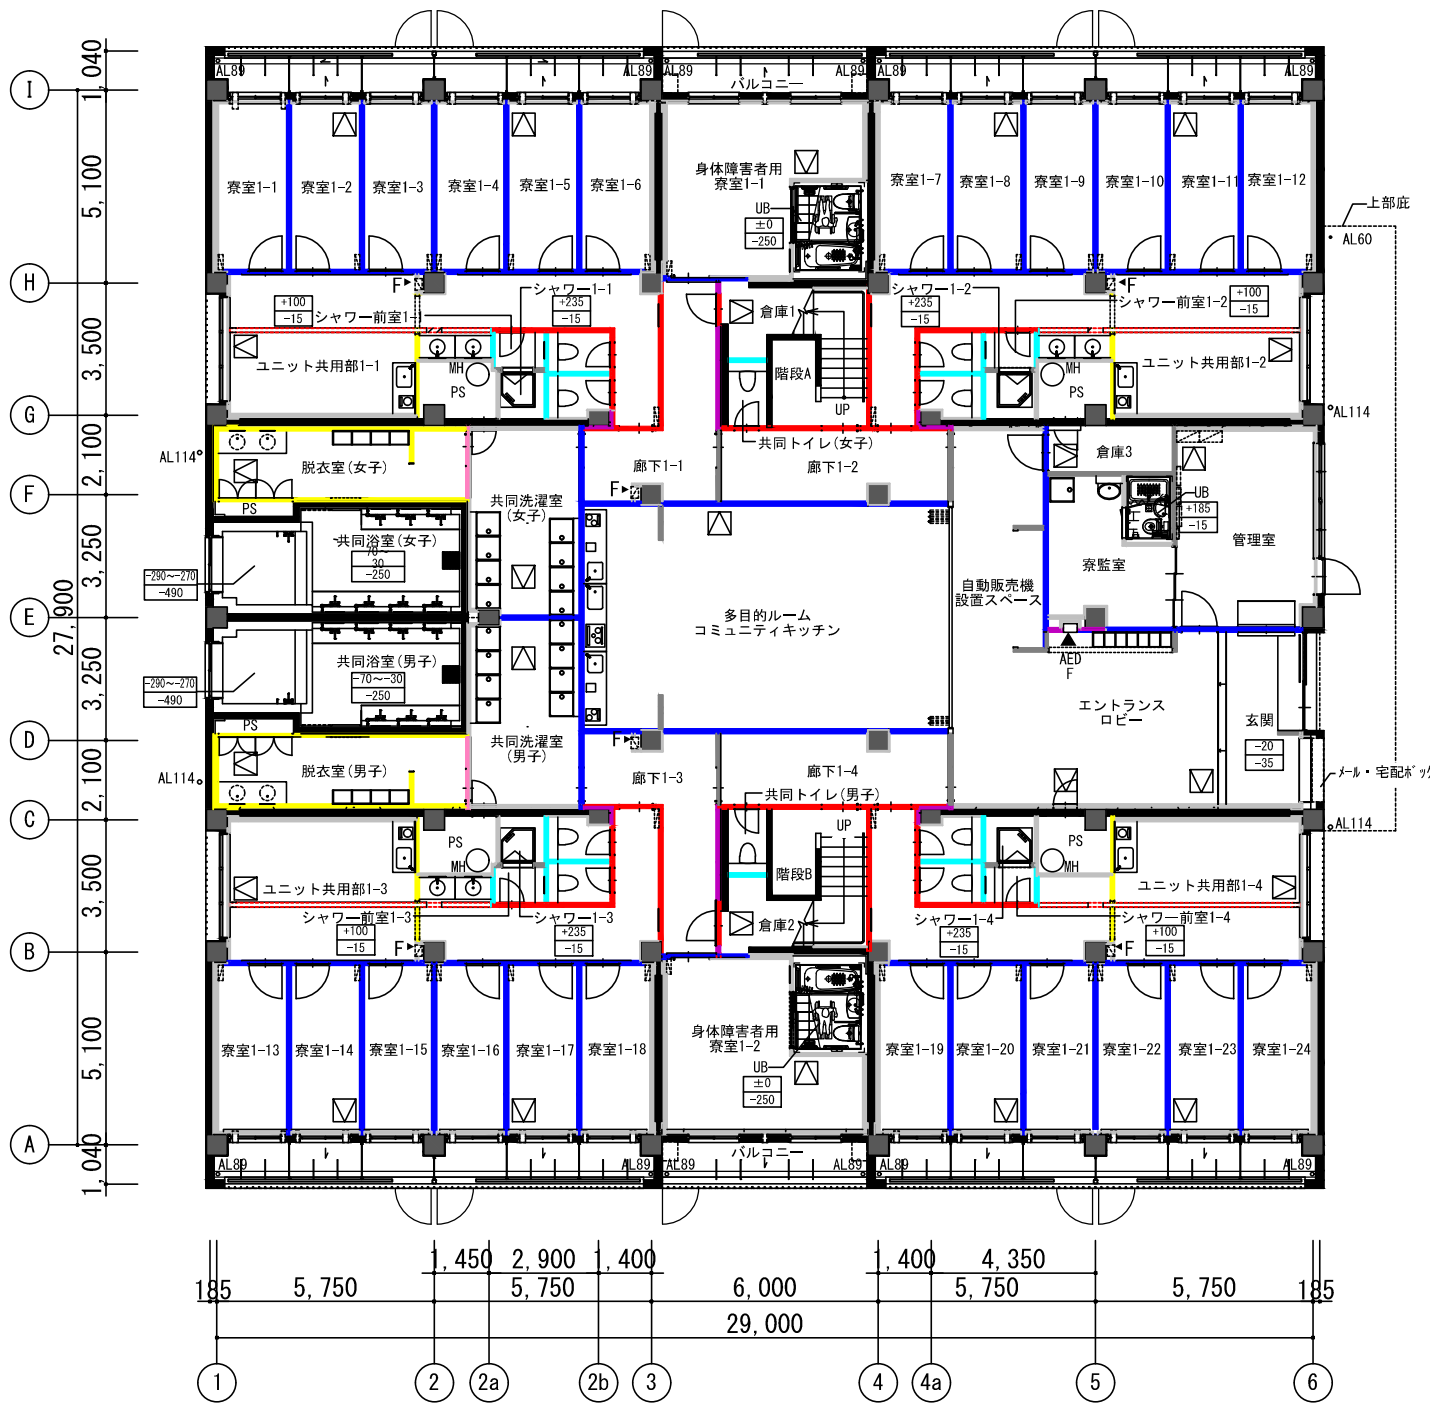 AL89
AL89
AL89
バルコニー
AL89
AL89
AL89
1,040
I
5,100
寮室1-1
寮室1-2
寮室1-3
寮室1-4
寮室1-5
寮室1-6
身体障害者用
寮室1-1
UB
±0
-250
寮室1-7
寮室1-8
寮室1-9
寮室1-10
寮室1-11
寮室1-12
上部庇
AL60
H
F
+100
-15
シャワー前室1-1
シャワー1-1
+235
-15
倉庫1
シャワー1-2
+235
-15
F
シャワー前室1-2
+100
-15
3,500
ユニット共用部1-1
MH
PS
階段A
UP
MH
PS
ユニット共用部1-2
G
AL114
共同トイレ(女子)
2,100
AL114
脱衣室(女子)
廊下1-1
廊下1-2
倉庫3
F
PS
共同洗濯室
(女子)
F
UB
+185
-15
管理室
3,250
共同浴室(女子)
-70~
30
-250
-290~-270
-490
寮監室
自動販売機
設置スペース
27,900
E
多目的ルーム
コミュニティキッチン
3,250
共同浴室(男子)
-70~-30
-250
-290~-270
-490
AED
F
エントランス
ロビー
玄関
-20
-35
D
PS
共同洗濯室
(男子)
F
2,100
AL114
脱衣室(男子)
廊下1-3
廊下1-4
メール・宅配ボックス
共同トイレ(男子)
C
AL114
3,500
PS
MH
UP
階段B
PS
MH
ユニット共用部1-3
ユニット共用部1-4
シャワー前室1-3
+100
-15
F
シャワー1-3
+235
-15
倉庫2
シャワー1-4
+235
-15
シャワー前室1-4
+100
-15
F
B
5,100
寮室1-13
寮室1-14
寮室1-15
寮室1-16
寮室1-17
寮室1-18
身体障害者用
寮室1-2
UB
±0
-250
寮室1-19
寮室1-20
寮室1-21
寮室1-22
寮室1-23
寮室1-24
A
1,040
AL89
AL89
AL89
バルコニー
AL89
AL89
AL89
1,450
2,900
1,400
1,400
4,350
185
5,750
5,750
6,000
5,750
5,750
185
29,000
1
2
2a
2b
3
4
4a
5
6